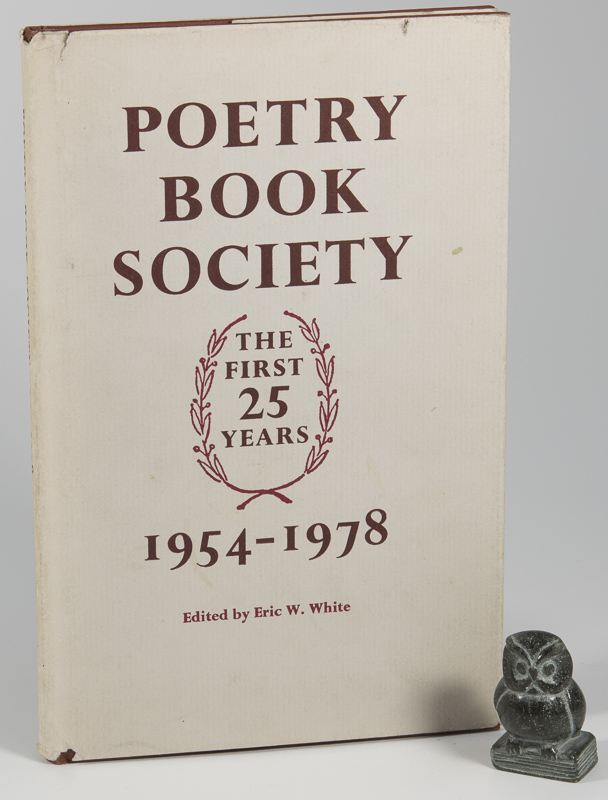 POETRY
BOOK
SOCIETY
THE
FIRST
25
YEARS
1954-1978
Edited by Eric W. White